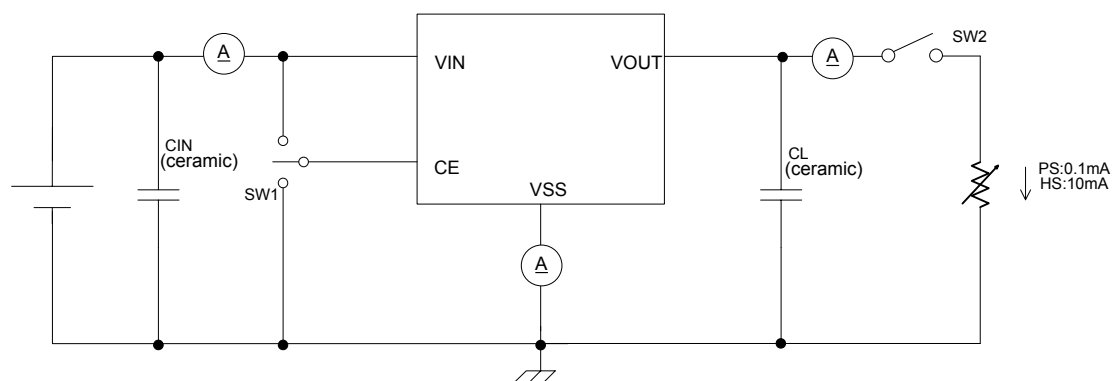 A
VIN
VOUT
A
SW2
CIN
(ceramic)
SW1
CE
VSS
CL
(ceramic)
PS:0.1mA
HS:10mA
A